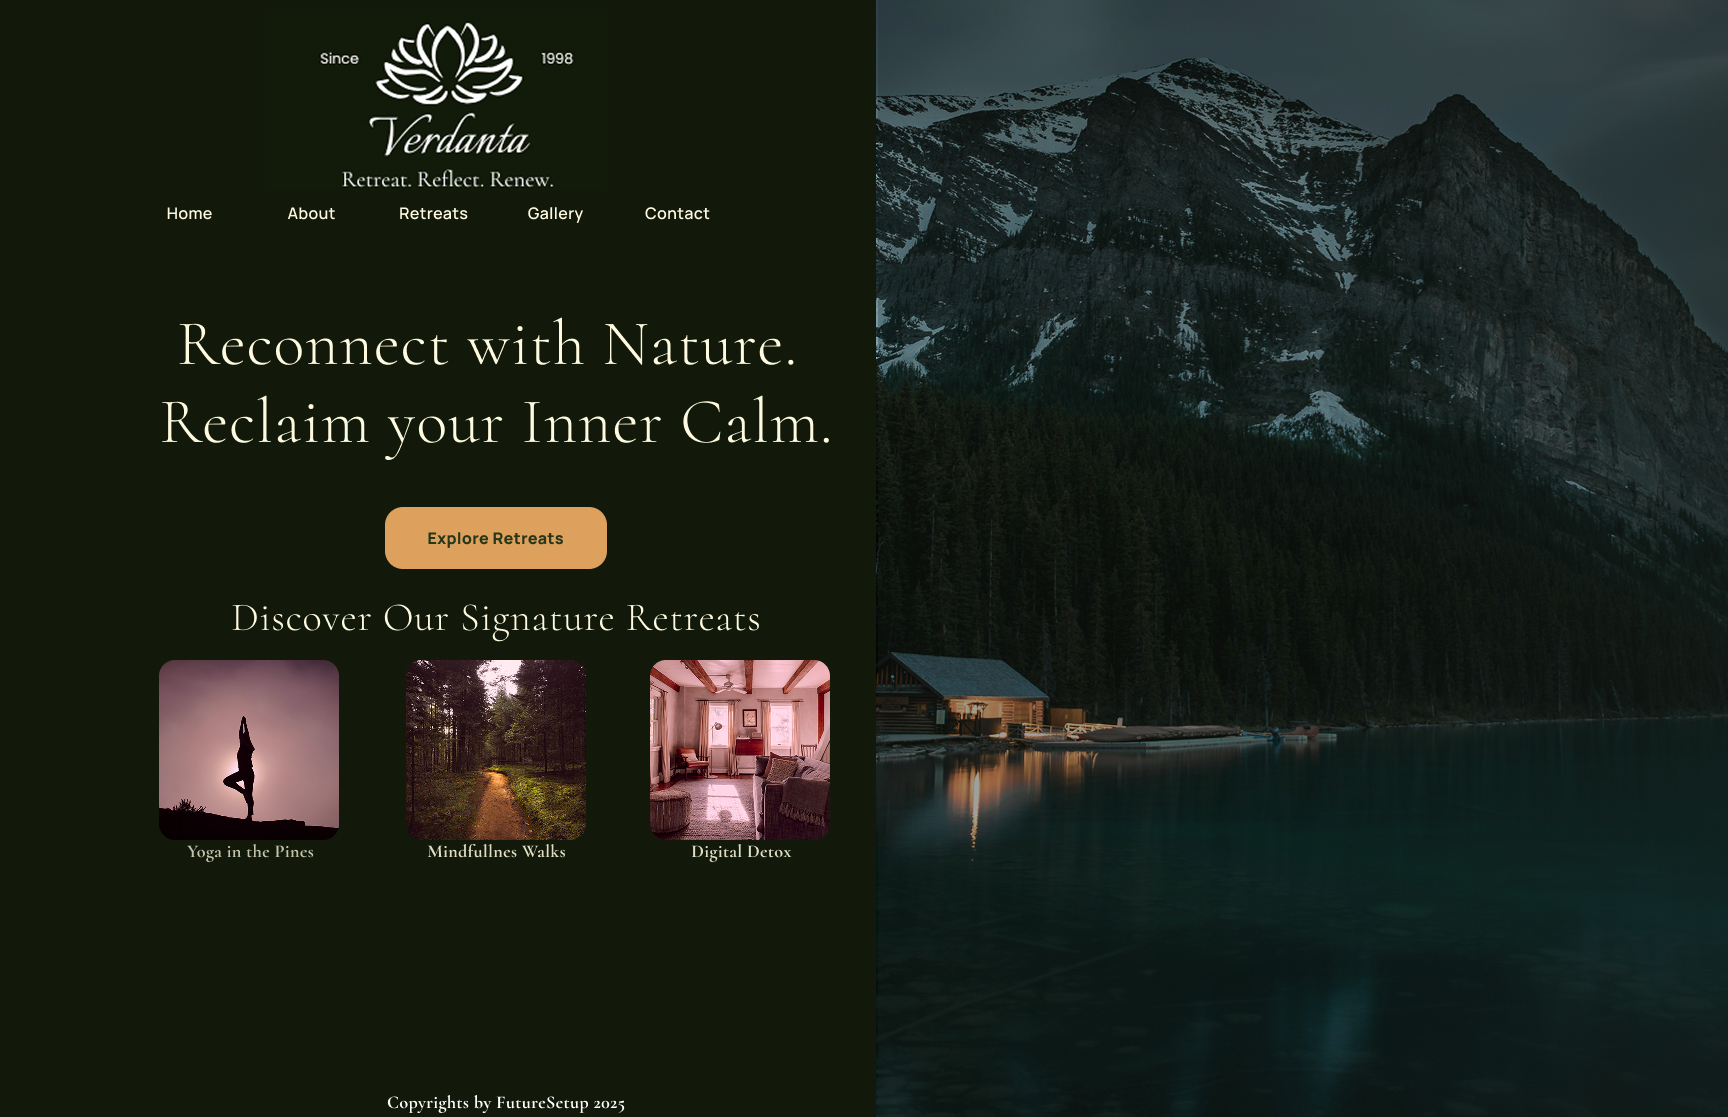 Since 1998
Verdanta
Retreat. Reflect. Renew.
Home About Retreats Gallery Contact
Reconnect with Nature.
Reclaim your Inner Calm.
Explore Retreats
Discover Our Signature Retreats
Yoga in the Pines Mindfullnes Walks Digital Detox
Copyrights by FutureSetup 2025